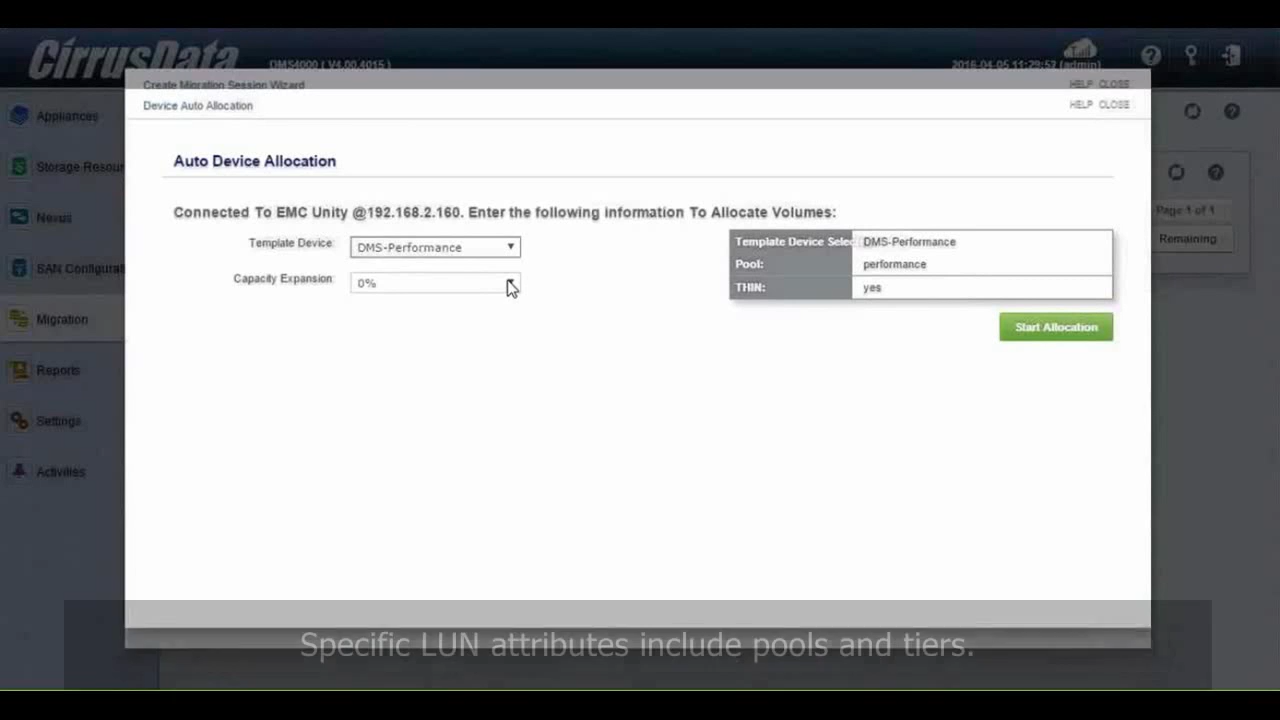 CirrusData
DMS4000 ( V4.00.4015 )
2016-04-05 11:29:52 (admin)
Create Migration Session Wizard
HELP CLOSE
Device Auto Allocation
HELP CLOSE
Appliances
Storage Resour
Nexus
SAN Configurat
Migration
Reports
Settings
Activities
Auto Device Allocation
Connected To EMC Unity @192.168.2.160. Enter the following information To Allocate Volumes:
Template Device:
DMS-Performance
Capacity Expansion:
0%
Template Device Selec
DMS-Performance
Pool:
performance
THIN:
yes
Start Allocation
Page 1 of 1
Remaining
Specific LUN attributes include pools and tiers.